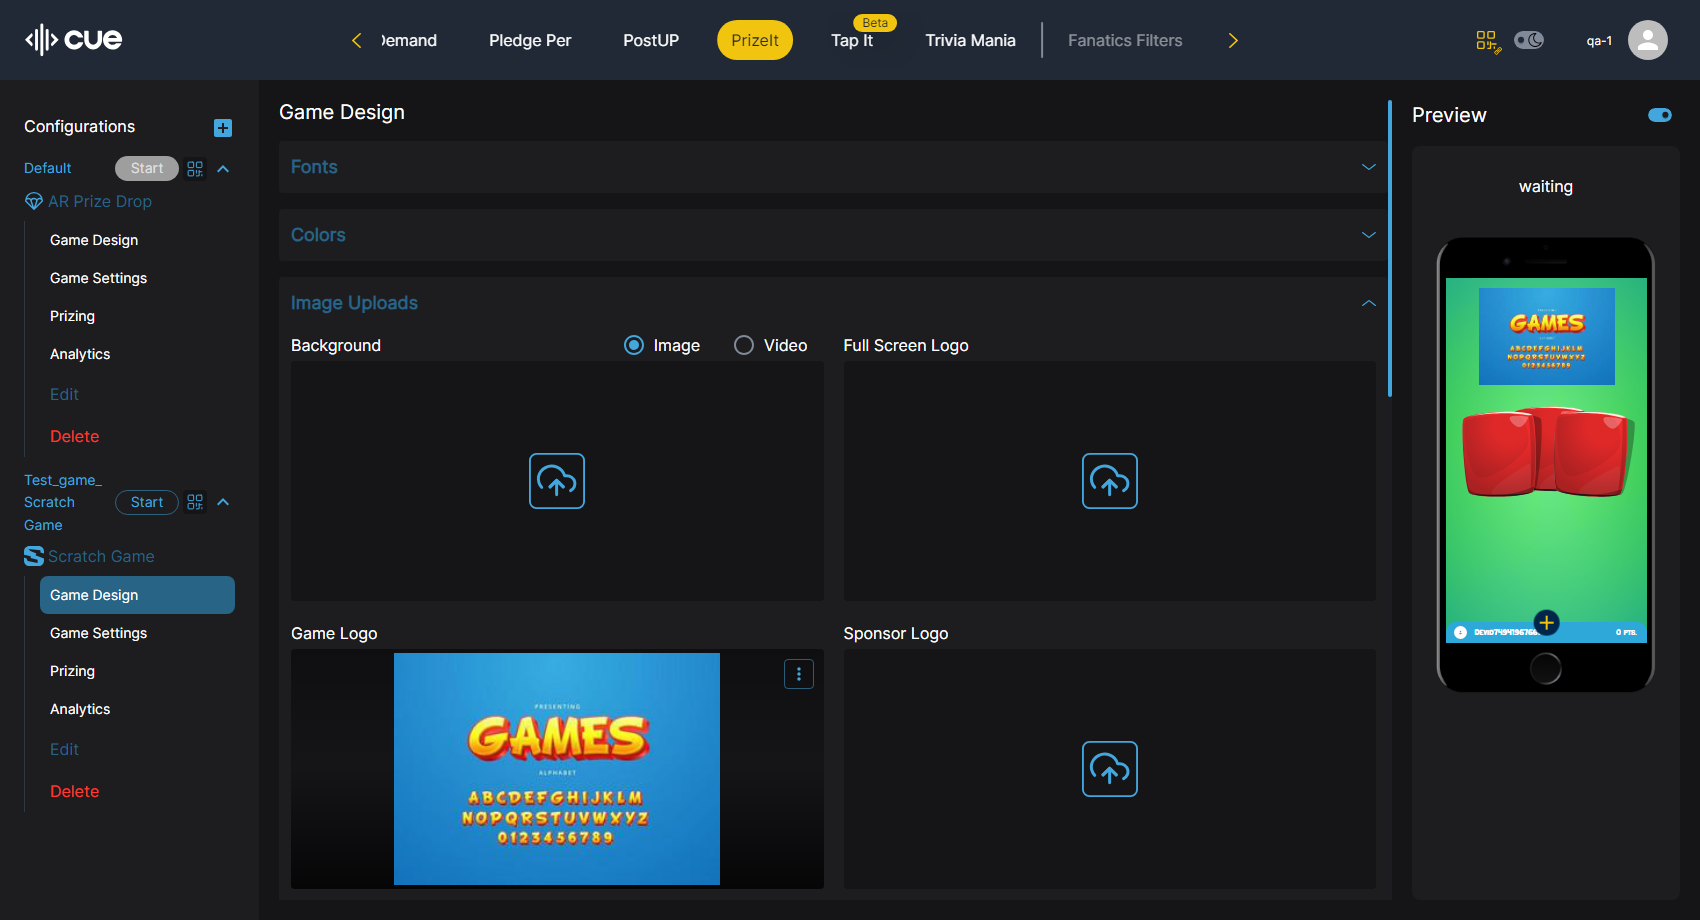 cue
Demand
Pledge Per
PostUP
PrizeIt
Beta
Tap It
Trivia Mania
Fanatics Filters
qa-1
Configurations
Default
Start
AR Prize Drop
Game Design
Game Settings
Prizing
Analytics
Edit
Delete
Test_game_
Scratch
Game
Start
Scratch Game
Game Design
Game Settings
Prizing
Analytics
Edit
Delete
Game Design
Fonts
Colors
Image Uploads
Background
Image
Video
Full Screen Logo
Game Logo
Sponsor Logo
PRESENTING
GAMES
ALPHABET
ABCDEFGHIJKLM
NOPQRSTUVWXYZ
0123456789
Preview
waiting
GAMES
ABCDEFGHIJKLM
NOPQRSTUVWXYZ
0123456789
0 PTS.